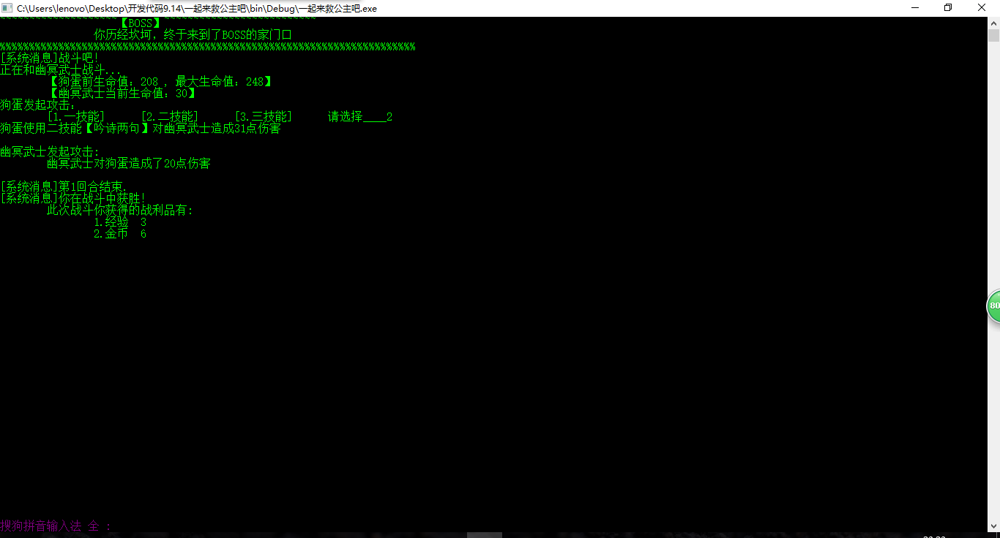 C:\Users\lenovo\Desktop\开发代码9.14\一起来救公主吧\bin\Debug\一起来救公主吧.exe
~~~~~~~~~~~~~~~~~~~~【BOSS】~~~~~~~~~~~~~~~~~~~~~~~~~~
你历经坎坷，终于来到了BOSS的家门口
%%%%%%%%%%%%%%%%%%%%%%%%%%%%%%%%%%%%%%%%%%%%%%%%%%%%%%%%%%%%%%%%%%%%%%%
[系统消息]战斗吧!
正在和幽冥武士战斗...
【狗蛋前生命值：208 , 最大生命值：248】
【幽冥武士当前生命值：30】
狗蛋发起攻击：
[1.一技能] [2.二技能] [3.三技能] 请选择____2
狗蛋使用二技能【吟诗两句】对幽冥武士造成31点伤害
幽冥武士发起攻击:
幽冥武士对狗蛋造成了20点伤害
[系统消息]第1回合结束.
[系统消息]你在战斗中获胜!
此次战斗你获得的战利品有:
1.经验 3
2.金币 6
80
搜狗拼音输入法 全 :